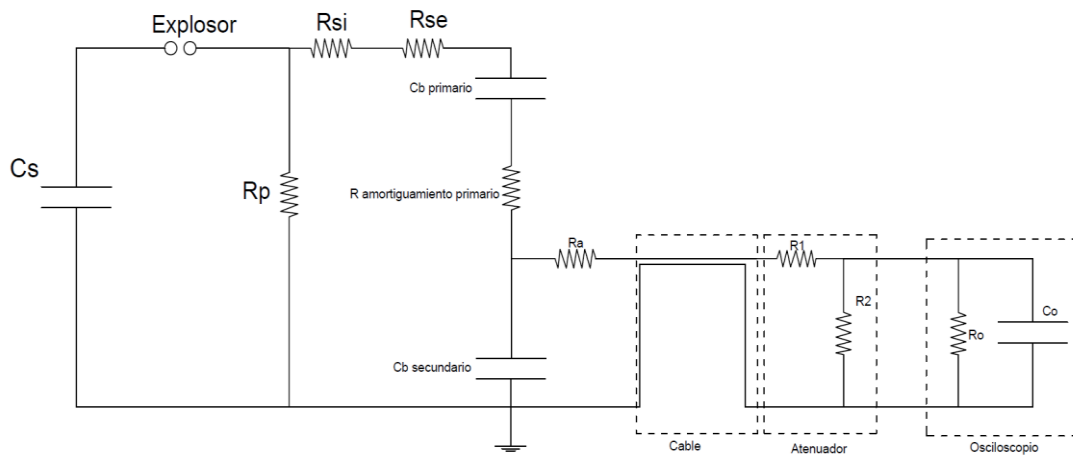 Explosor
Rsi
Rse
Cb primario
Cs
Rp
R amortiguamiento primario
Ra
R1
R2
Ro
Co
Cb secundario
Cable
Atenuador
Osciloscopio